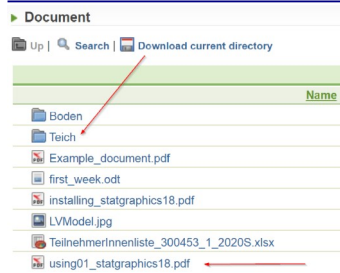 Document
Up | Search | Download current directory
Name
Boden
Teich
Example_document.pdf
first_week.odt
installing_statgraphics18.pdf
LVModel.jpg
TeilnehmerInnenliste_300453_1_2020S.xlsx
using01_statgraphics18.pdf